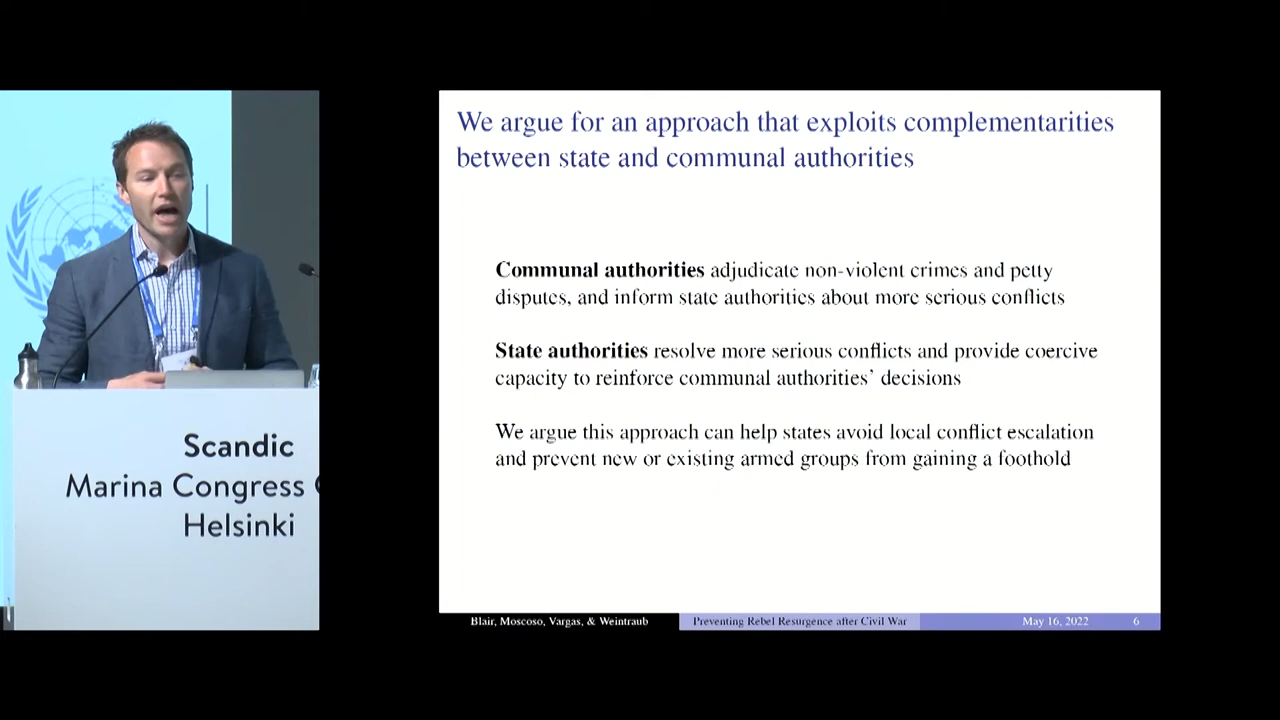 We argue for an approach that exploits complementarities
between state and communal authorities
Communal authorities adjudicate non-violent crimes and petty
disputes, and inform state authorities about more serious conflicts
State authorities resolve more serious conflicts and provide coercive
capacity to reinforce communal authorities' decisions
We argue this approach can help states avoid local conflict escalation
and prevent new or existing armed groups from gaining a foothold
Blair, Moscoso, Vargas, & Weintraub Preventing Rebel Resurgence after Civil War May 16, 2022 6
Scandic
Marina Congress
Helsinki